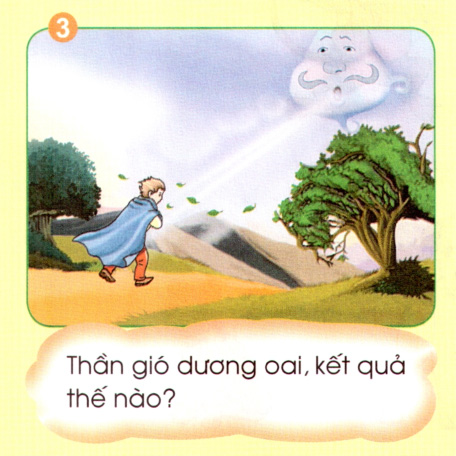 3
Thần gió dương oai, kết quả
thế nào?